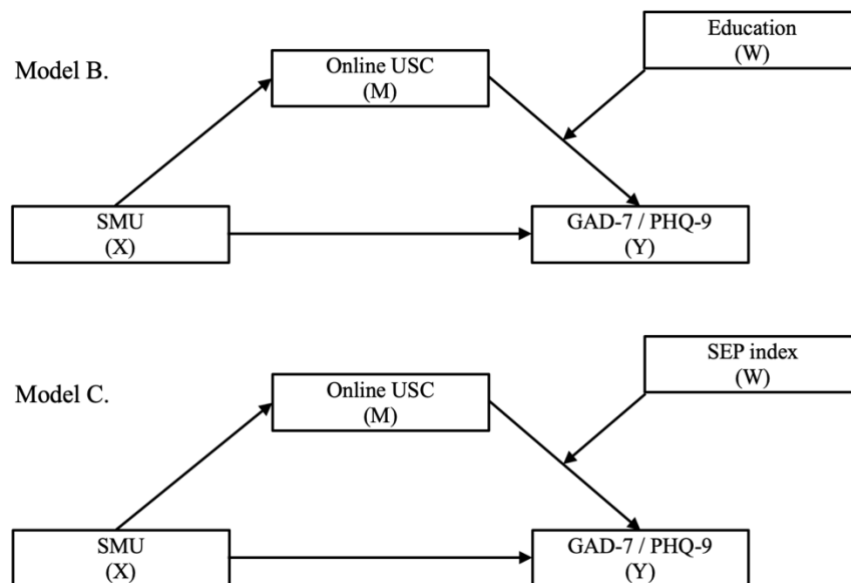 Education
(W)
Model B.
Online USC
(M)
SMU
(X)
GAD-7 / PHQ-9
(Y)
SEP index
(W)
Model C.
Online USC
(M)
SMU
(X)
GAD-7 / PHQ-9
(Y)